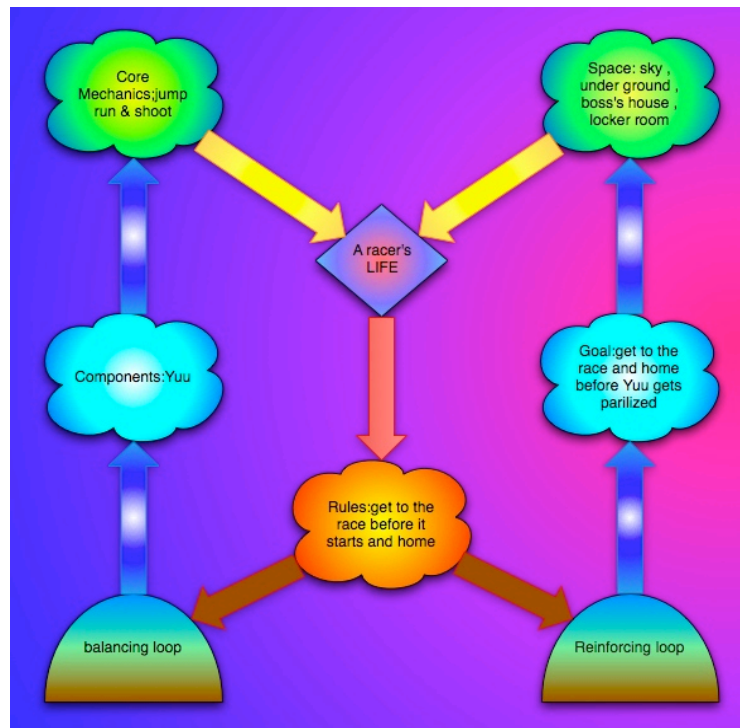 Core
Mechanics;jump
run & shoot
Space: sky ,
under ground ,
boss's house ,
locker room
A racer's
LIFE
Components:Yuu
Goal:get to the
race and home
before Yuu gets
parilized
Rules:get to the
race before it
starts and home
balancing loop
Reinforcing loop